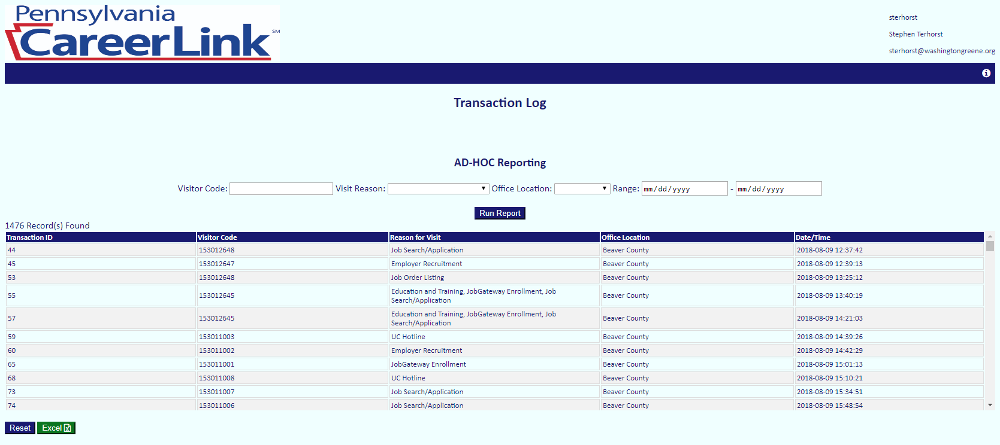 Pennsylvania
CareerLink SM
sterhorst
Stephen Terhorst
sterhorst@washingtongreene.org
Transaction Log
AD-HOC Reporting
Visitor Code: Visit Reason: Office Location: Range: mm/dd/yyyy - mm/dd/yyyy
Run Report
1476 Record(s) Found
Transaction ID Visitor Code Reason for Visit Office Location Date/Time
44 153012648 Job Search/Application Beaver County 2018-08-09 12:37:42
45 153012647 Employer Recruitment Beaver County 2018-08-09 12:39:13
53 153012648 Job Order Listing Beaver County 2018-08-09 13:25:12
55 153012645 Education and Training, JobGateway Enrollment, Job Beaver County 2018-08-09 13:40:19
Search/Application
57 153012645 Education and Training, JobGateway Enrollment, Job Beaver County 2018-08-09 14:21:03
Search/Application
59 153011003 UC Hotline Beaver County 2018-08-09 14:39:26
60 153011002 Employer Recruitment Beaver County 2018-08-09 14:42:29
65 153011001 JobGateway Enrollment Beaver County 2018-08-09 15:01:13
68 153011008 UC Hotline Beaver County 2018-08-09 15:10:21
73 153011007 Job Search/Application Beaver County 2018-08-09 15:34:51
74 153011006 Job Search/Application Beaver County 2018-08-09 15:48:54
Reset Excel